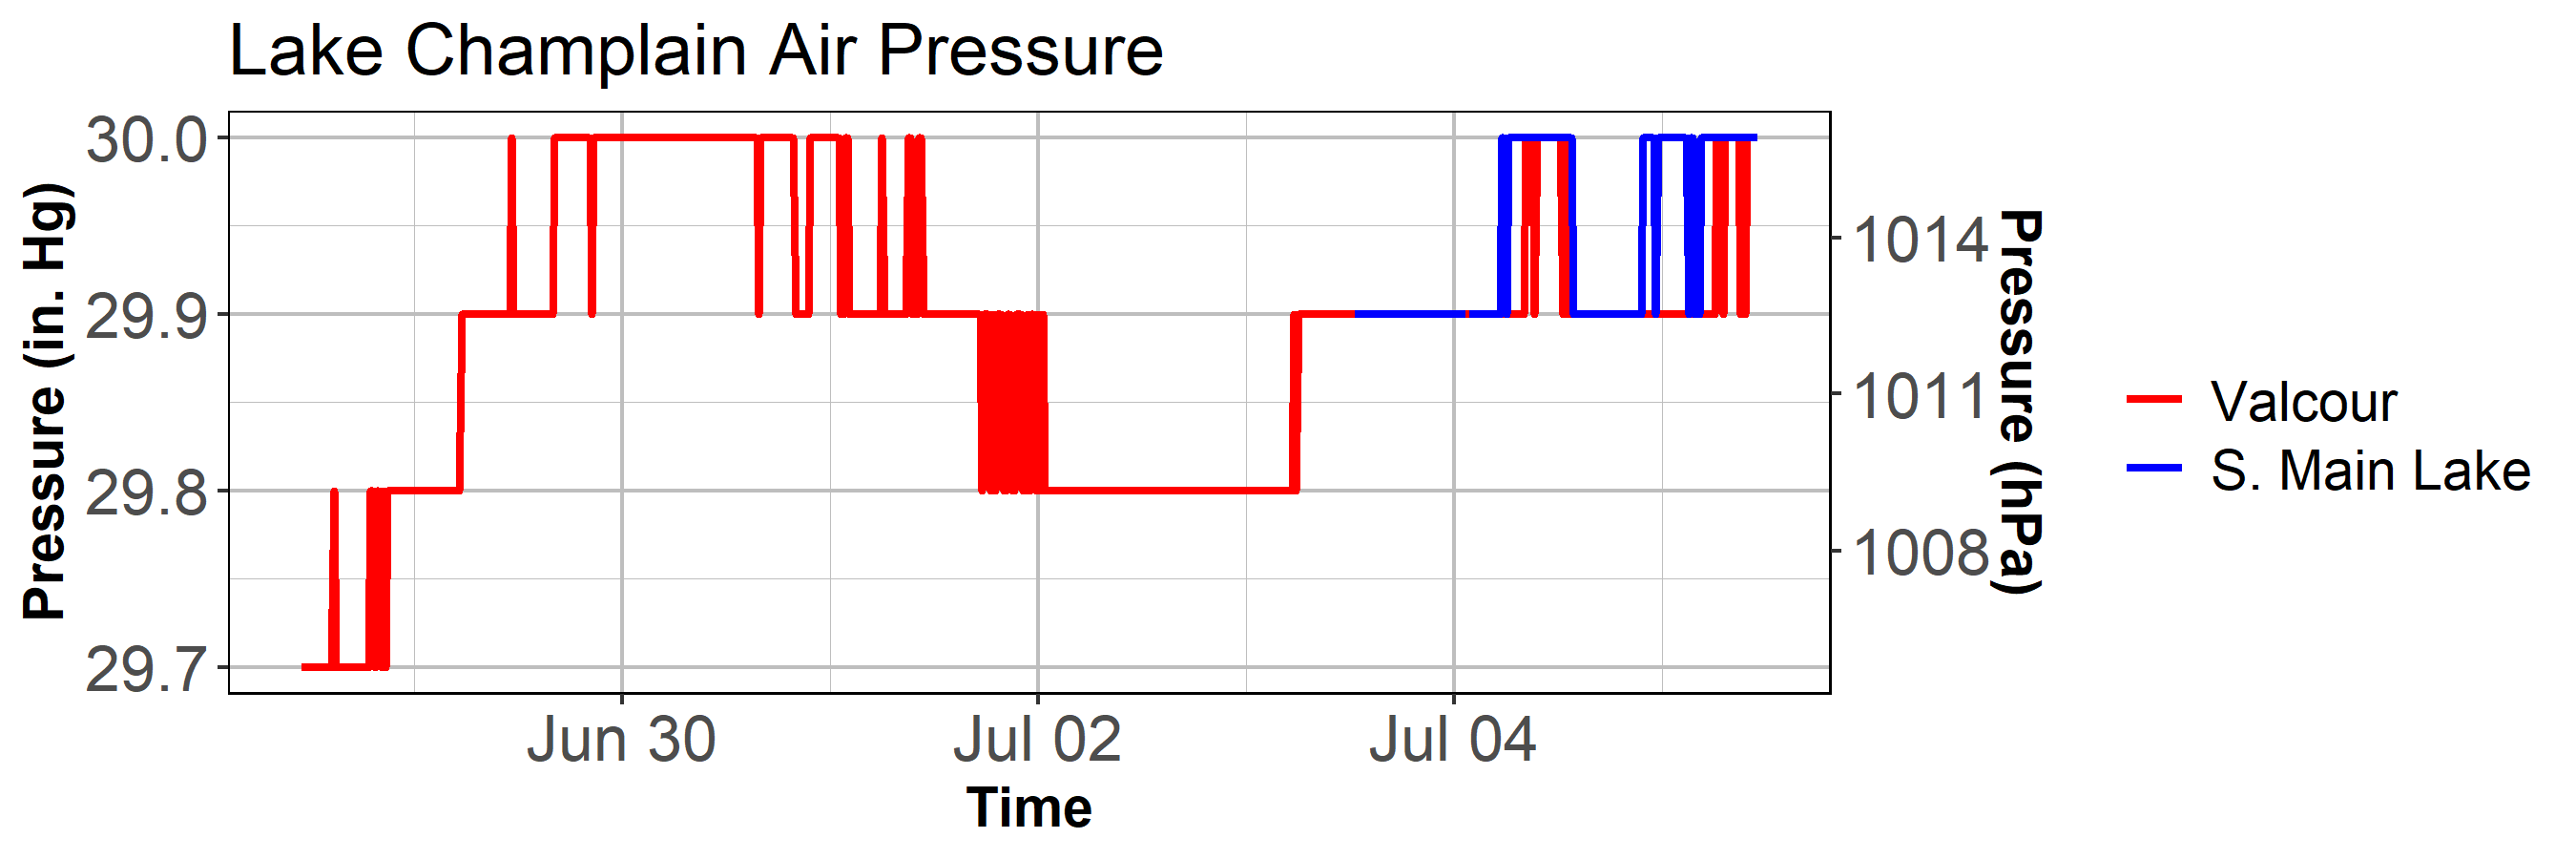 Lake Champlain Air Pressure
Pressure (in. Hg)
30.0
29.9
29.8
29.7
Jun 30
Jul 02
Jul 04
Time
1014
1011
1008
Pressure (hPa)
Valcour
S. Main Lake